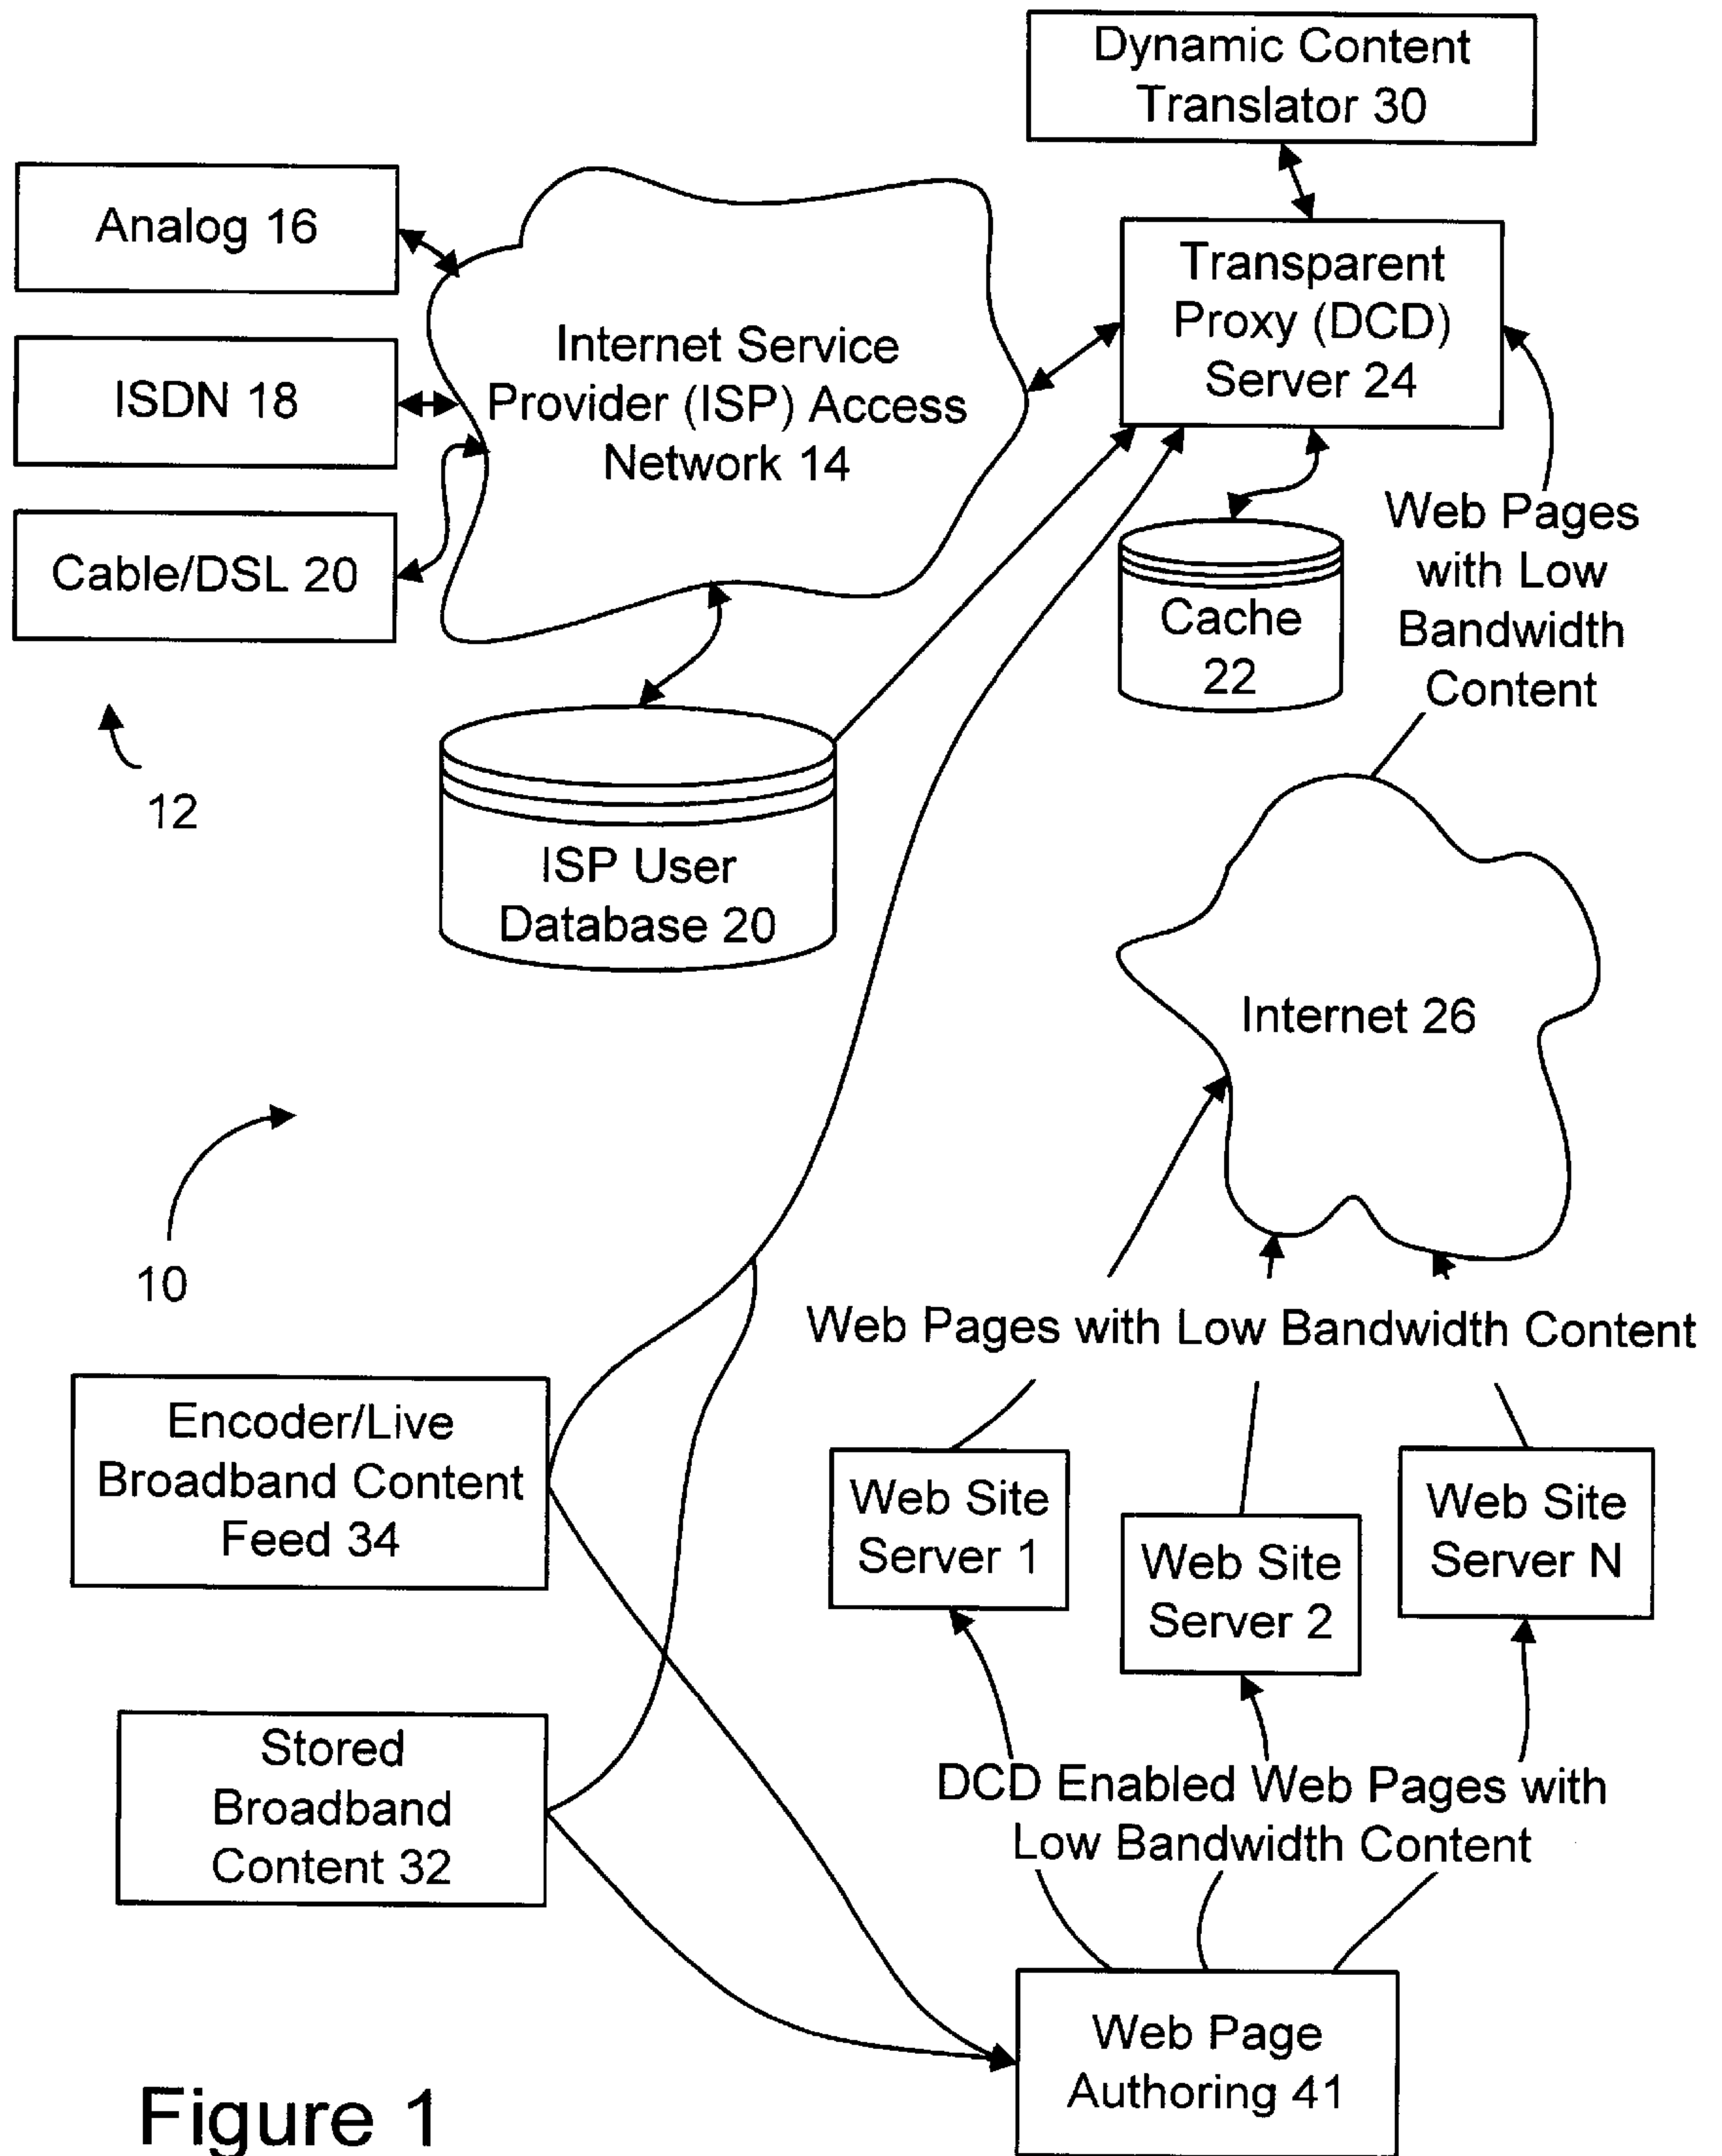 Dynamic Content
Translator 30
Analog 16
ISDN 18
Cable/DSL 20
12
Internet Service
Provider (ISP) Access
Network 14
Transparent
Proxy (DCD)
Server 24
Cache
22
Web Pages
with Low
Bandwidth
Content
ISP User
Database 20
Internet 26
10
Web Pages with Low Bandwidth Content
Encoder/Live
Broadband Content
Feed 34
Web Site
Server 1
Web Site
Server 2
Web Site
Server N
Stored
Broadband
Content 32
DCD Enabled Web Pages with
Low Bandwidth Content
Web Page
Authoring 41
Figure 1